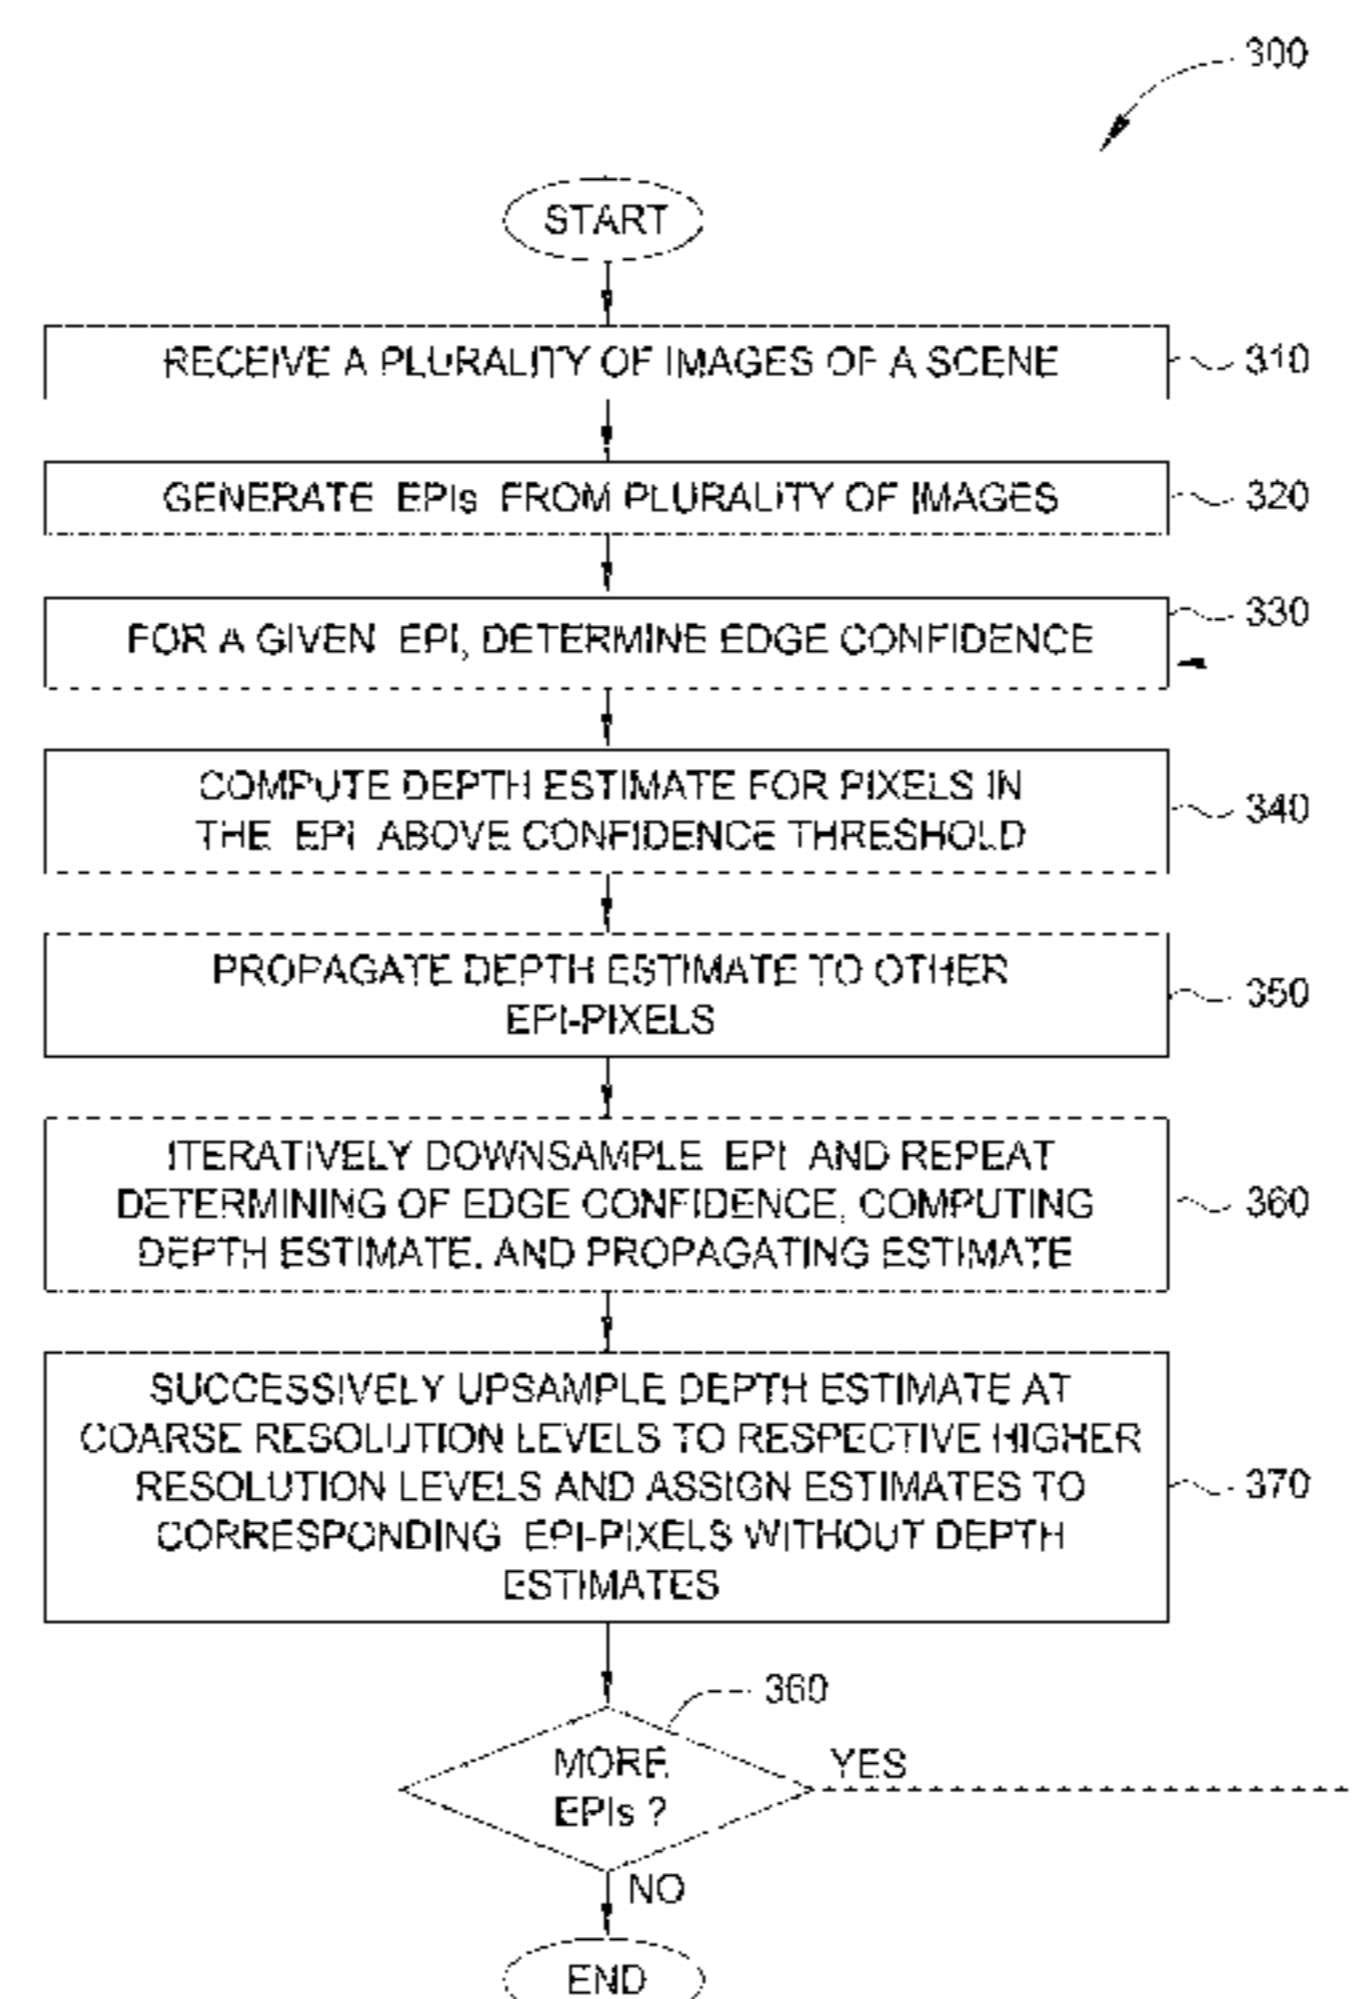 300
START
RECEIVE A PLURALITY OF IMAGES OF A SCENE
310
GENERATE EPIs FROM PLURALITY OF IMAGES
320
FOR A GIVEN EPI, DETERMINE EDGE CONFIDENCE
330
COMPUTE DEPTH ESTIMATE FOR PIXELS IN
THE EPI ABOVE CONFIDENCE THRESHOLD
340
PROPAGATE DEPTH ESTIMATE TO OTHER
EPI-PIXELS
350
ITERATIVELY DOWNSAMPLE EPI AND REPEAT
DETERMINING OF EDGE CONFIDENCE, COMPUTING
DEPTH ESTIMATE, AND PROPAGATING ESTIMATE
360
SUCCESSIVELY UPSAMPLE DEPTH ESTIMATE AT
COARSE RESOLUTION LEVELS TO RESPECTIVE HIGHER
RESOLUTION LEVELS AND ASSIGN ESTIMATES TO
CORRESPONDING EPI-PIXELS WITHOUT DEPTH
ESTIMATES
370
360
MORE
EPIs ?
YES
NO
END